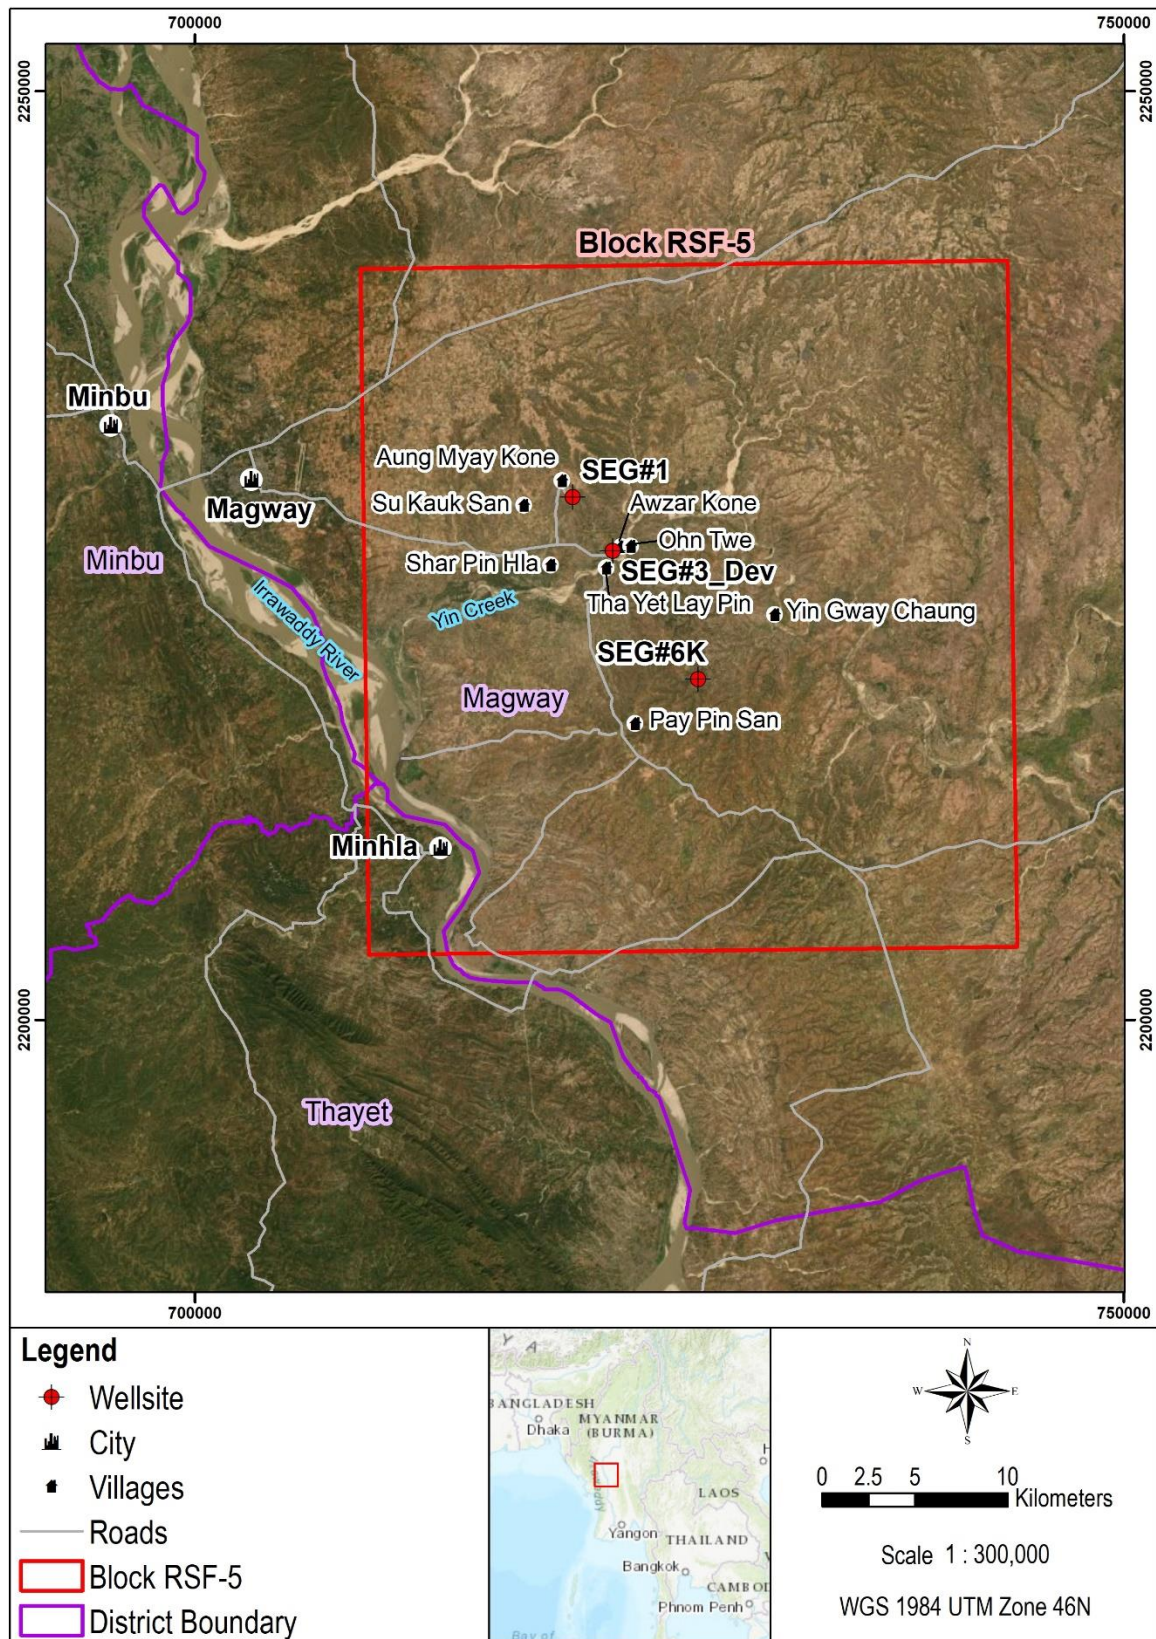 700000
750000
2250000
2250000
Block RSF-5
Minbu
Aung Myay Kone
SEG#1
Su Kauk San
Awzar Kone
Magway
Ohn Twe
Minbu
Shar Pin Hla
SEG#3_Dev
Yin Creek
Tha Yet Lay Pin
Yin Gway Chaung
Irrawaddy River
SEG#6K
Magway
Pay Pin San
Minhla
2200000
2200000
Thayet
700000
750000
Legend
Wellsite
City
Villages
Roads
Block RSF-5
District Boundary
Y A
BANGLADESH
Dhaka
MYANMAR
(BURMA)
LAOS
Yangon
THAILAND
Bangkok
CAMBOD
Phnom Penh
Bay of
N
W
E
S
0 2.5 5 10
Kilometers
Scale 1 : 300,000
WGS 1984 UTM Zone 46N